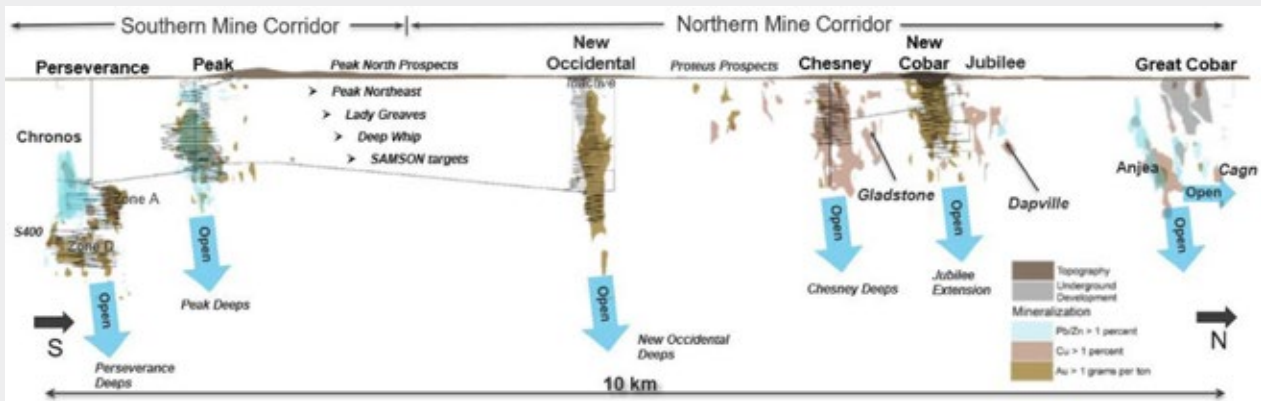 Southern Mine Corridor
Northern Mine Corridor
Perseverance
Peak
Peak North Prospects
New
Occidental
Proteus Prospects
Chesney
New
Cobar
Jubilee
Great Cobar
Inactive
Peak Northeast
Lady Greaves
Deep Whip
SAMSON targets
Chronos
Zone A
S400
Zone D
Gladstone
Dapville
Anjea
Cagn
Open
Open
Open
Open
Open
Open
Open
Peak Deeps
Chesney Deeps
Jubilee
Extension
New Occidental
Deeps
Perseverance
Deeps
Topography
Underground
Development
Mineralization
Pb/Zn > 1 percent
Cu > 1 percent
Au > 1 grams per ton
S
N
10 km